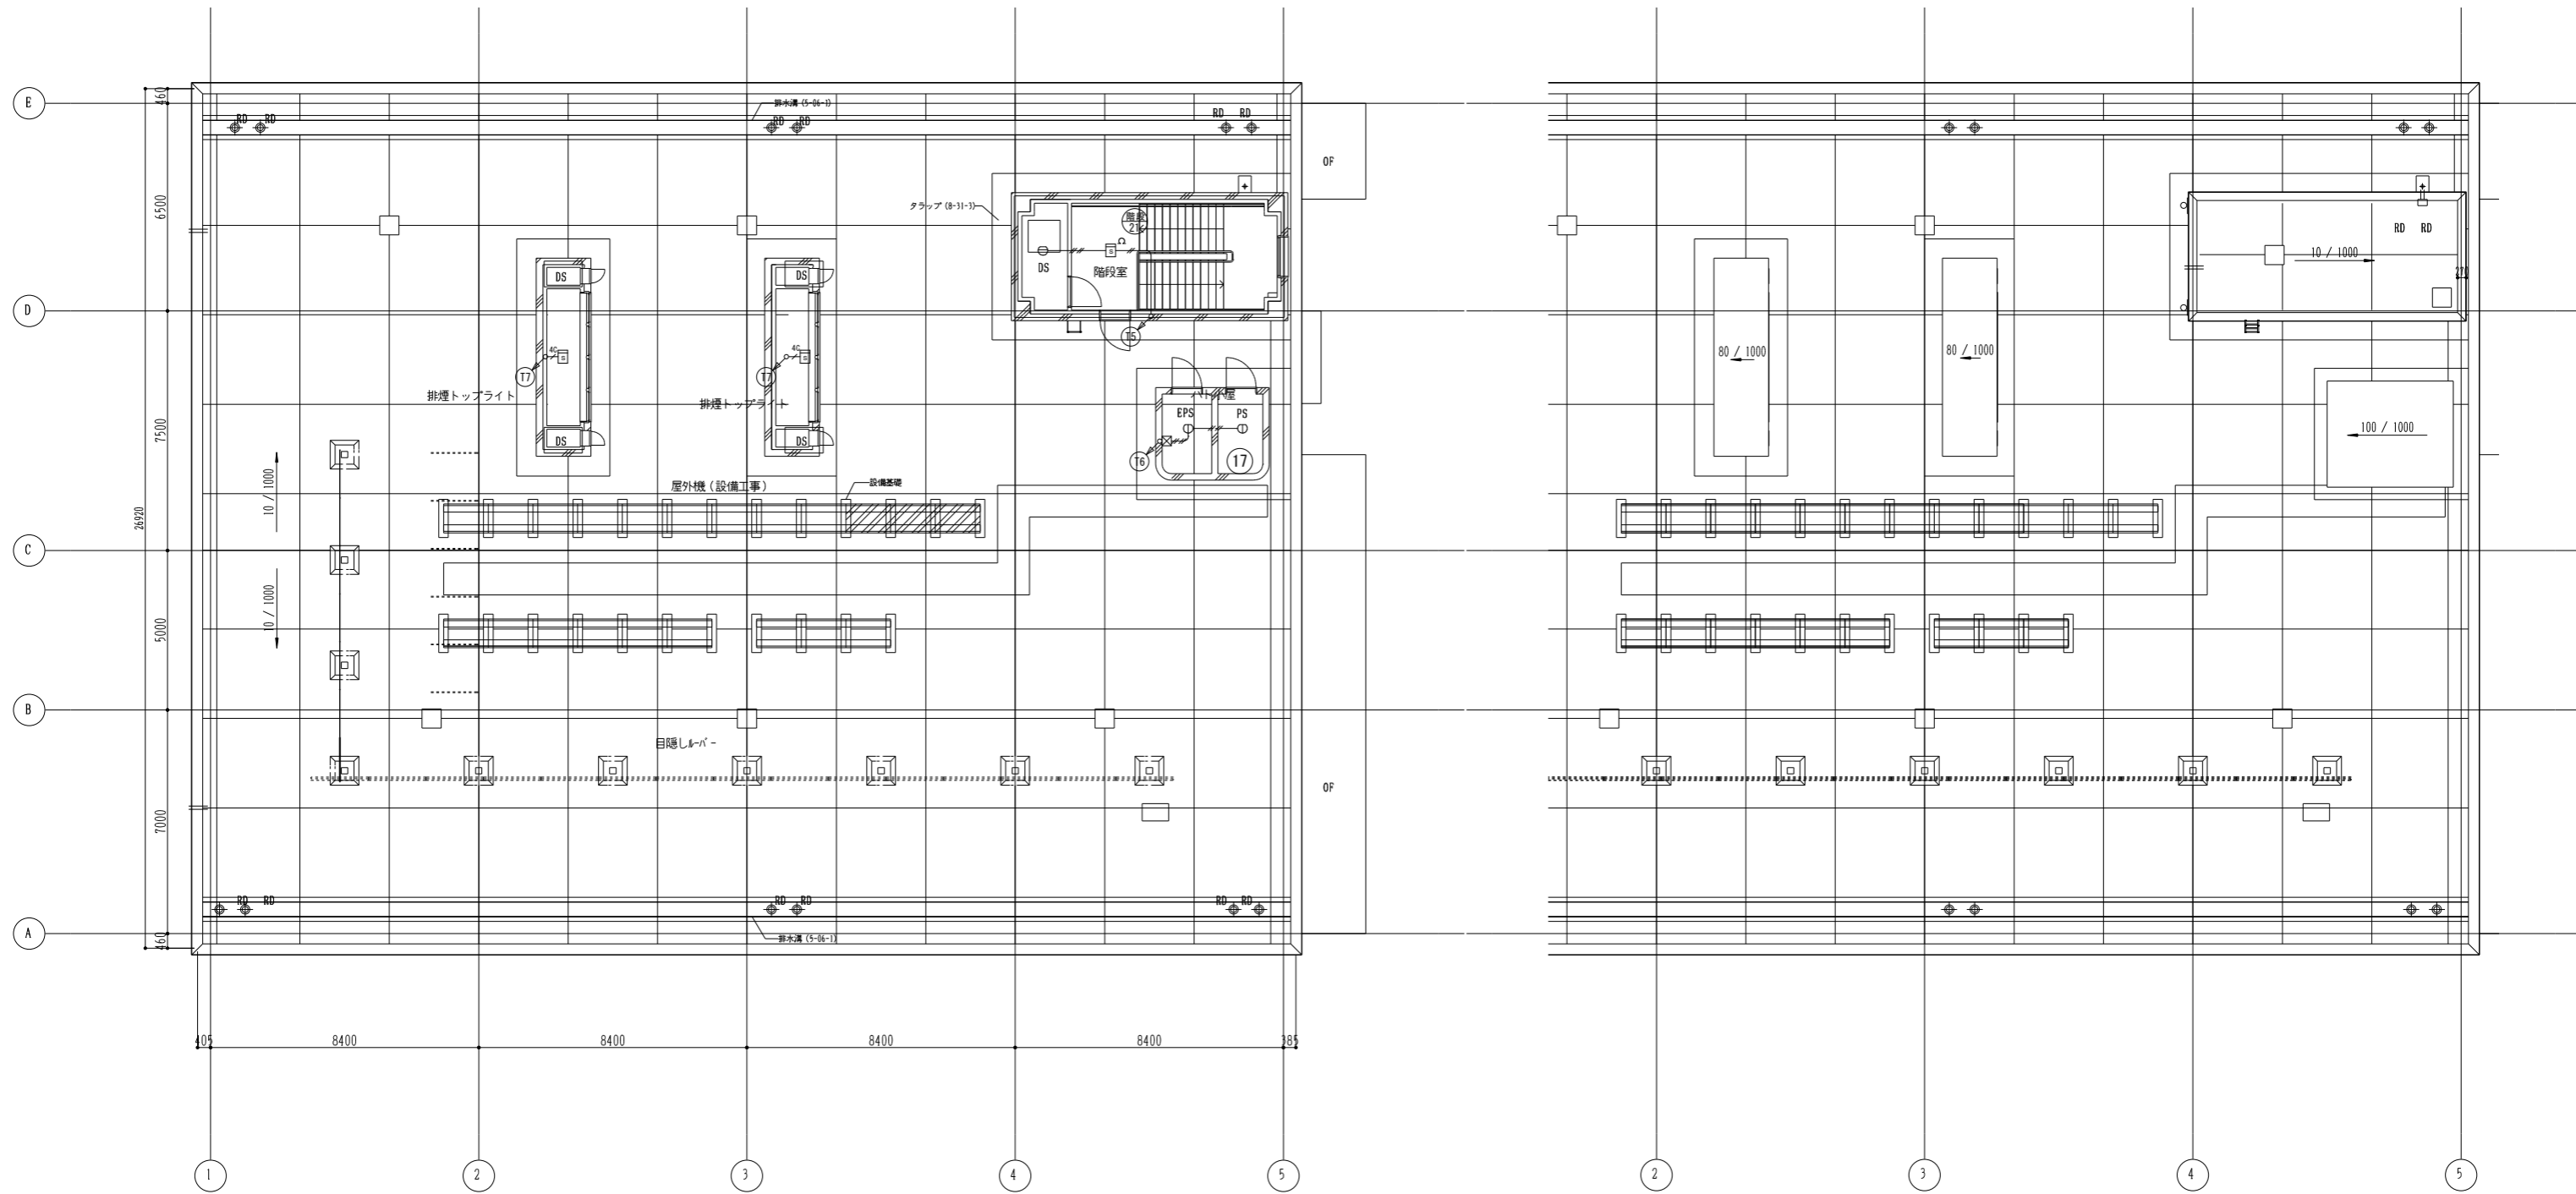 E
460
排水溝 (5-06-1)
RD RD
RD RD
RD RD
OF
6500
タラップ (8-31-3)
階段
21
S
DS
階段室
RD RD
10 / 1000
270
D
DS
DS
T5
4C
S
T7
4C
S
T7
80 / 1000
80 / 1000
排煙トップライト
排煙トップライト
EPS
PS
7500
100 / 1000
DS
DS
T6
17
10 / 1000
屋外機 (設備工事)
設備基礎
26920
C
10 / 1000
5000
B
目隠しルーバー
OF
7000
RD RD
RD RD
RD RD
A
460
排水溝 (5-06-1)
405
8400
8400
8400
8400
385
1
2
3
4
5
2
3
4
5